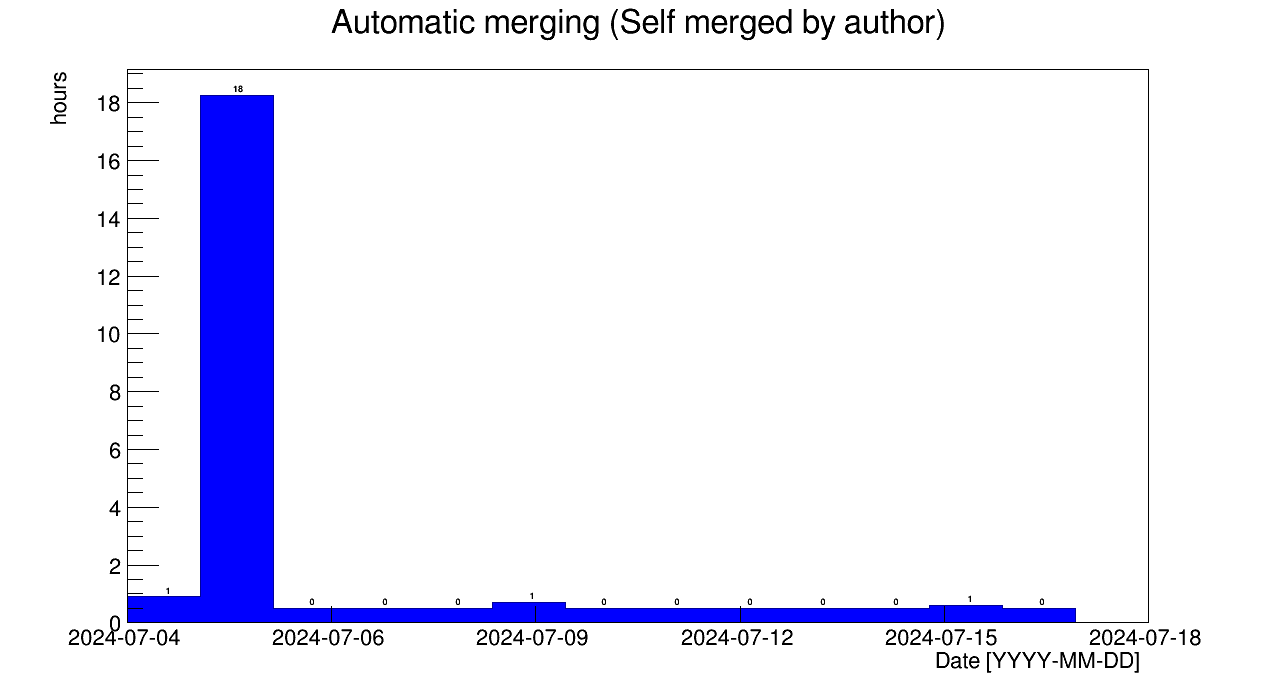 Automatic merging (Self merged by author)
hours
18
16
14
12
10
8
6
4
2
0
1 18 0 0 0 1 0 0 0 0 0 1 0
2024-07-04 2024-07-06 2024-07-09 2024-07-12 2024-07-15 2024-07-18
Date [YYYY-MM-DD]